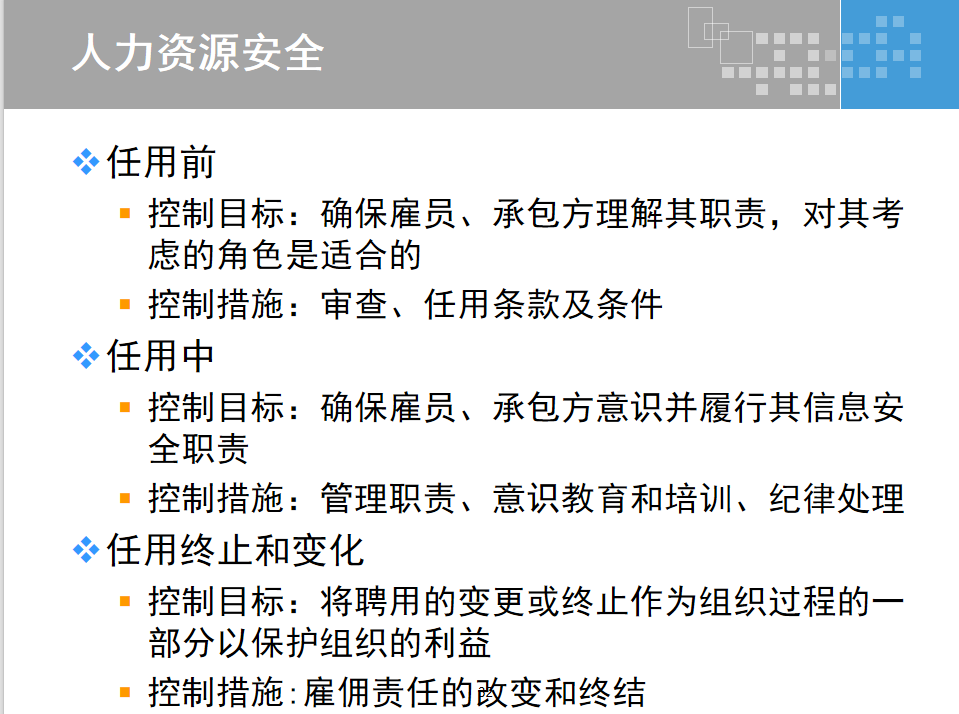 人力资源安全
任用前
控制目标：确保雇员、承包方理解其职责，对其考
虑的角色是适合的
控制措施：审查、任用条款及条件
任用中
控制目标：确保雇员、承包方意识并履行其信息安
全职责
控制措施：管理职责、意识教育和培训、纪律处理
任用终止和变化
控制目标：将聘用的变更或终止作为组织过程的一
部分以保护组织的利益
控制措施:雇佣责任的改变和终结